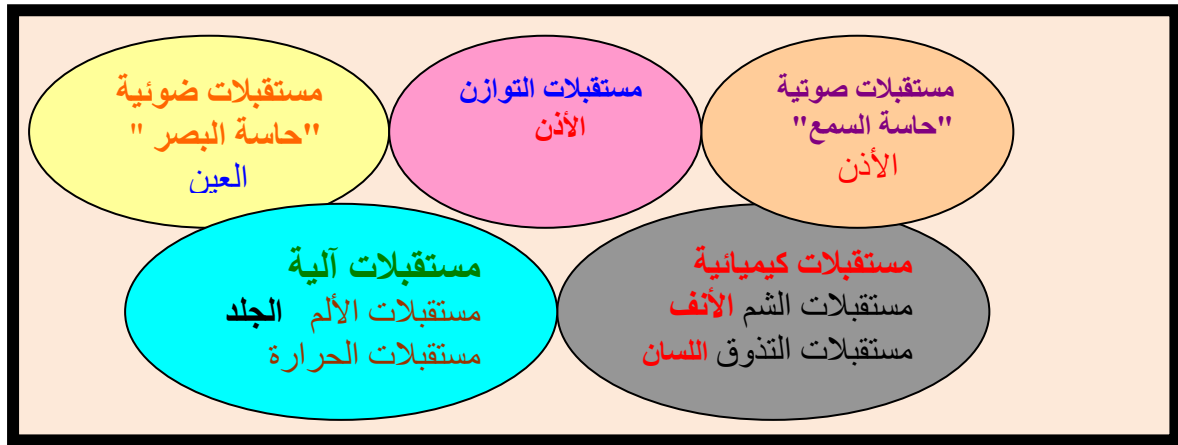 مستقبلات صوتية
"حاسة السمع"
الأذن
مستقبلات التوازن
الأذن
مستقبلات ضوئية
"حاسة البصر "
العين
مستقبلات كيميائية
مستقبلات الشم الأنف
مستقبلات التذوق اللسان
مستقبلات آلية
مستقبلات الألم الجلد
مستقبلات الحرارة